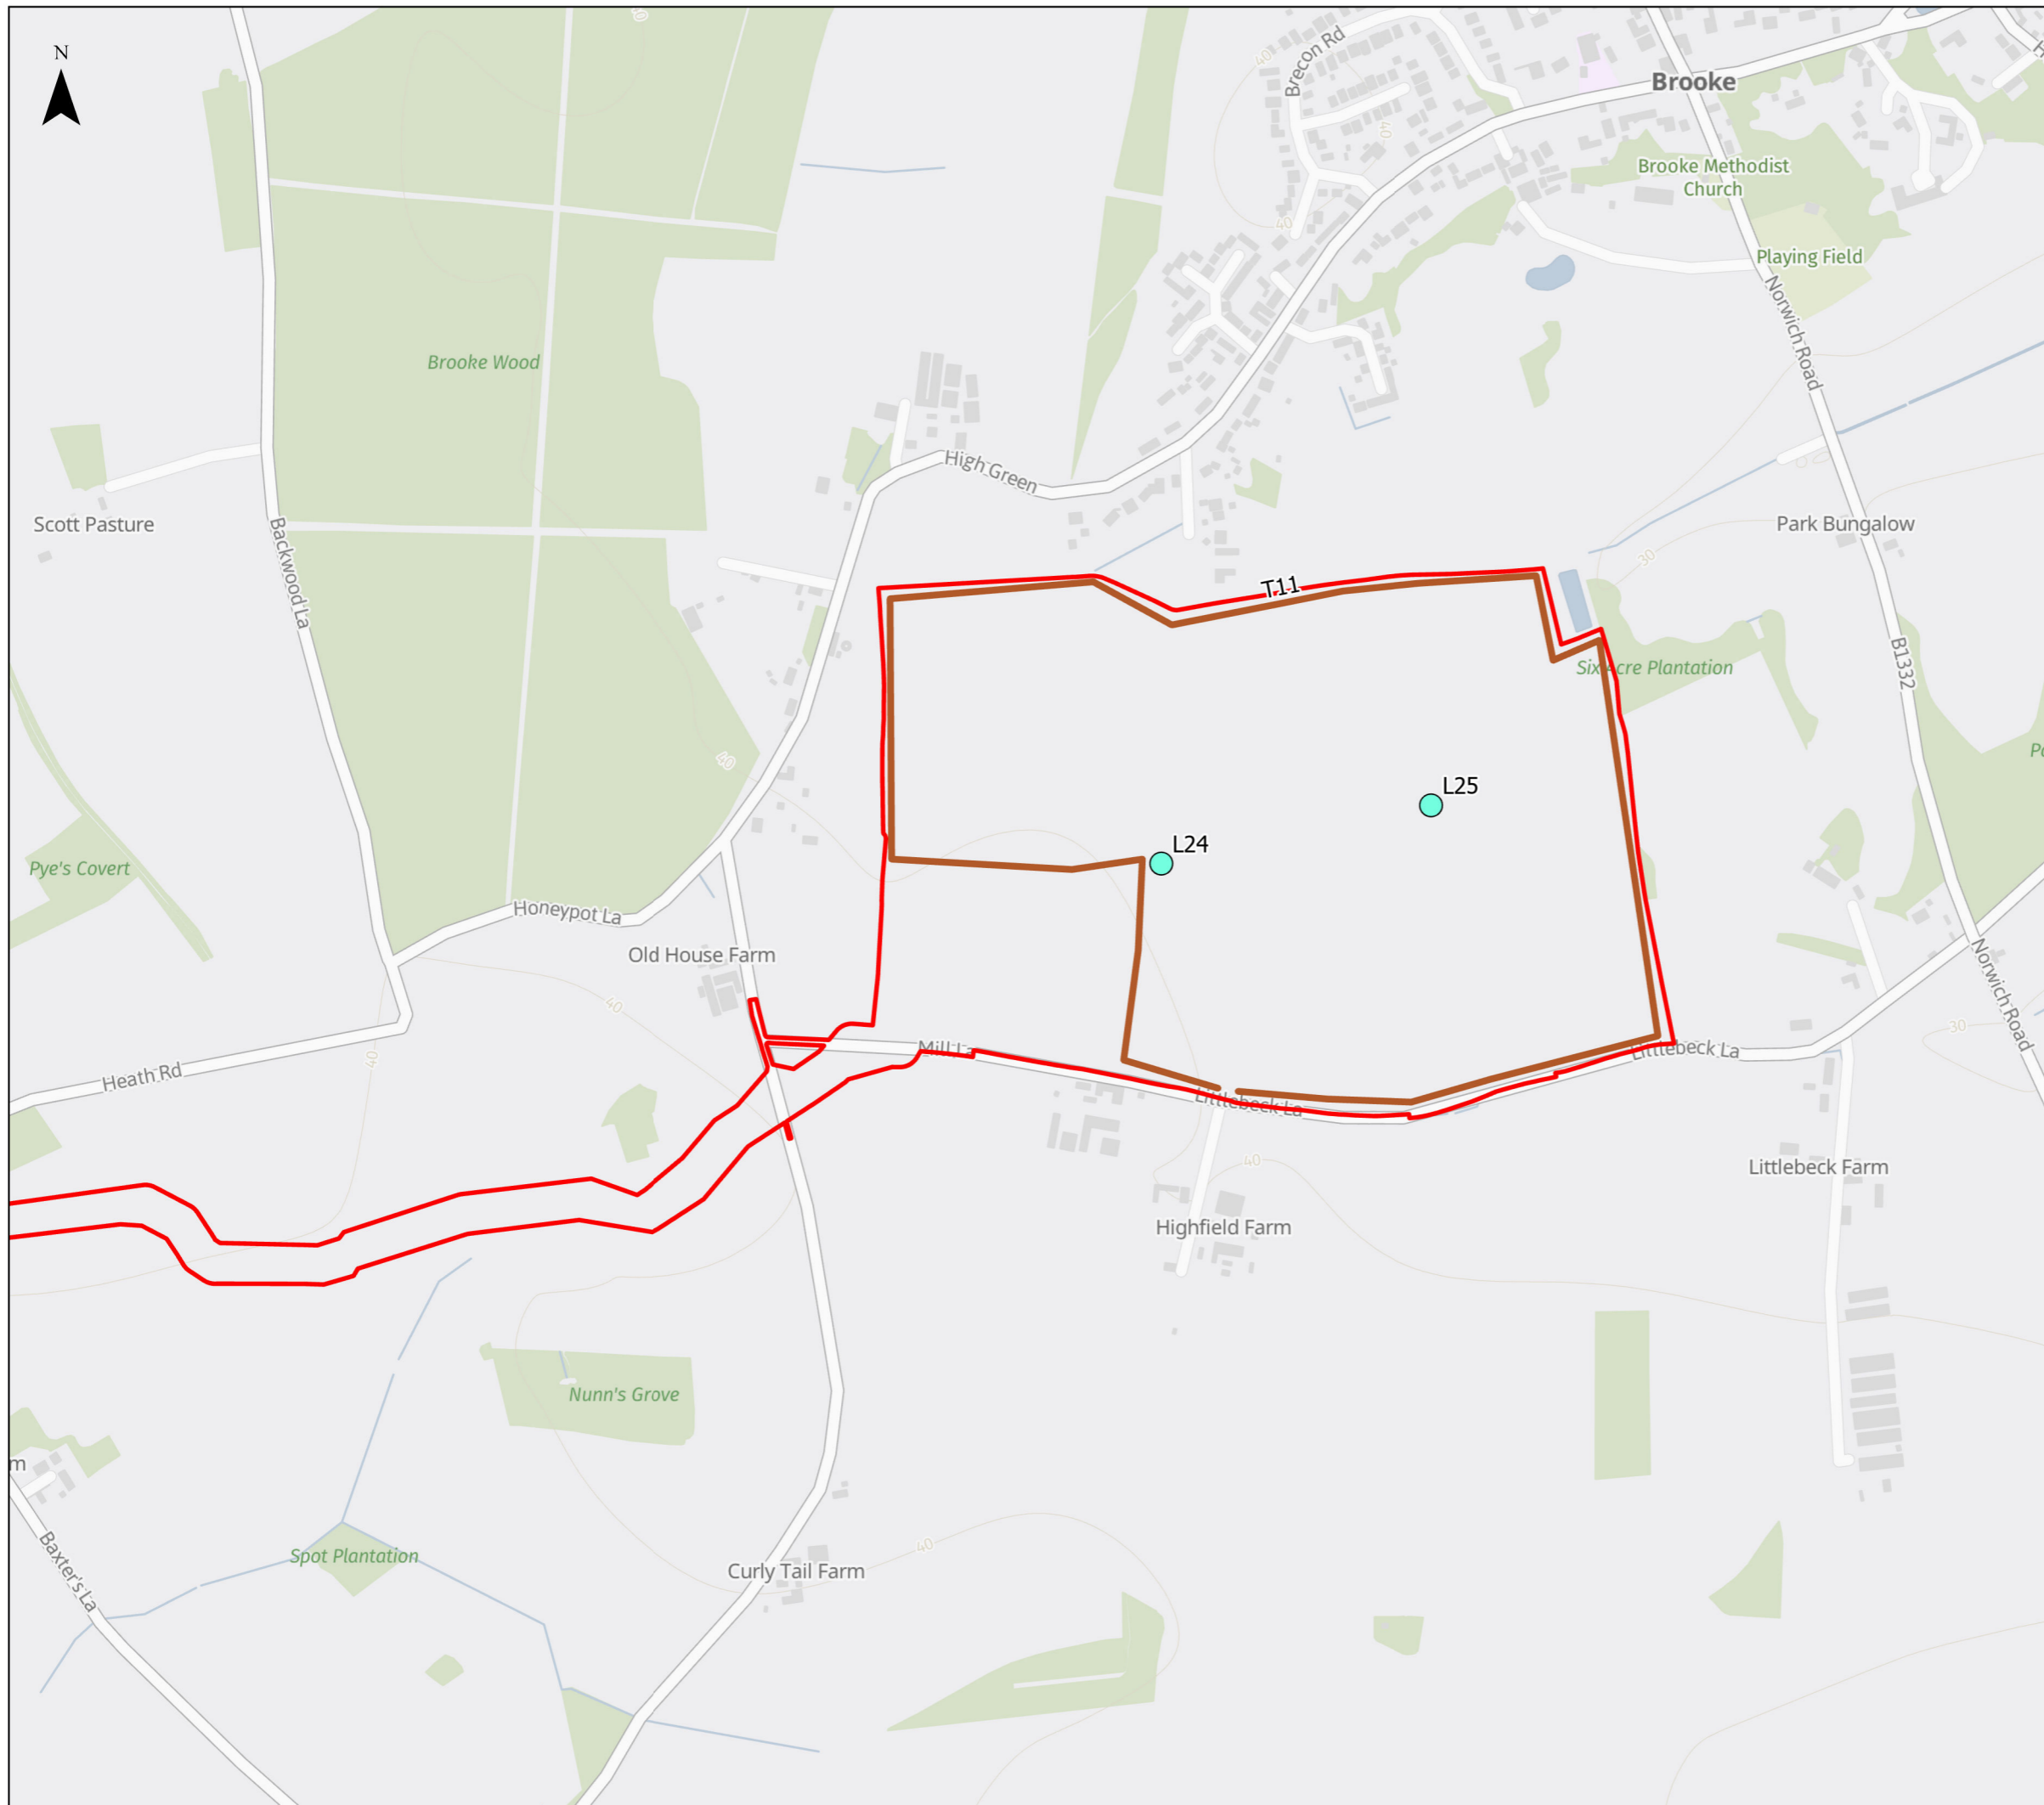 N
40
Brecon Rd
40
Brooke
40
Brooke Methodist
Church
40
Playing Field
Norwich Road
Brooke Wood
High Green
Scott Pasture
Backwood La
Park Bungalow
30
T11
B1332
Six Acre Plantation
40
L25
L24
Pye's Covert
Honeypot La
Old House Farm
Norwich Road
40
40
Heath Rd
Mill La
Littlebeck La
30
Littlebeck La
40
Littlebeck Farm
Highfield Farm
Nunn's Grove
m
Baxter's La
Spot Plantation
40
Curly Tail Farm